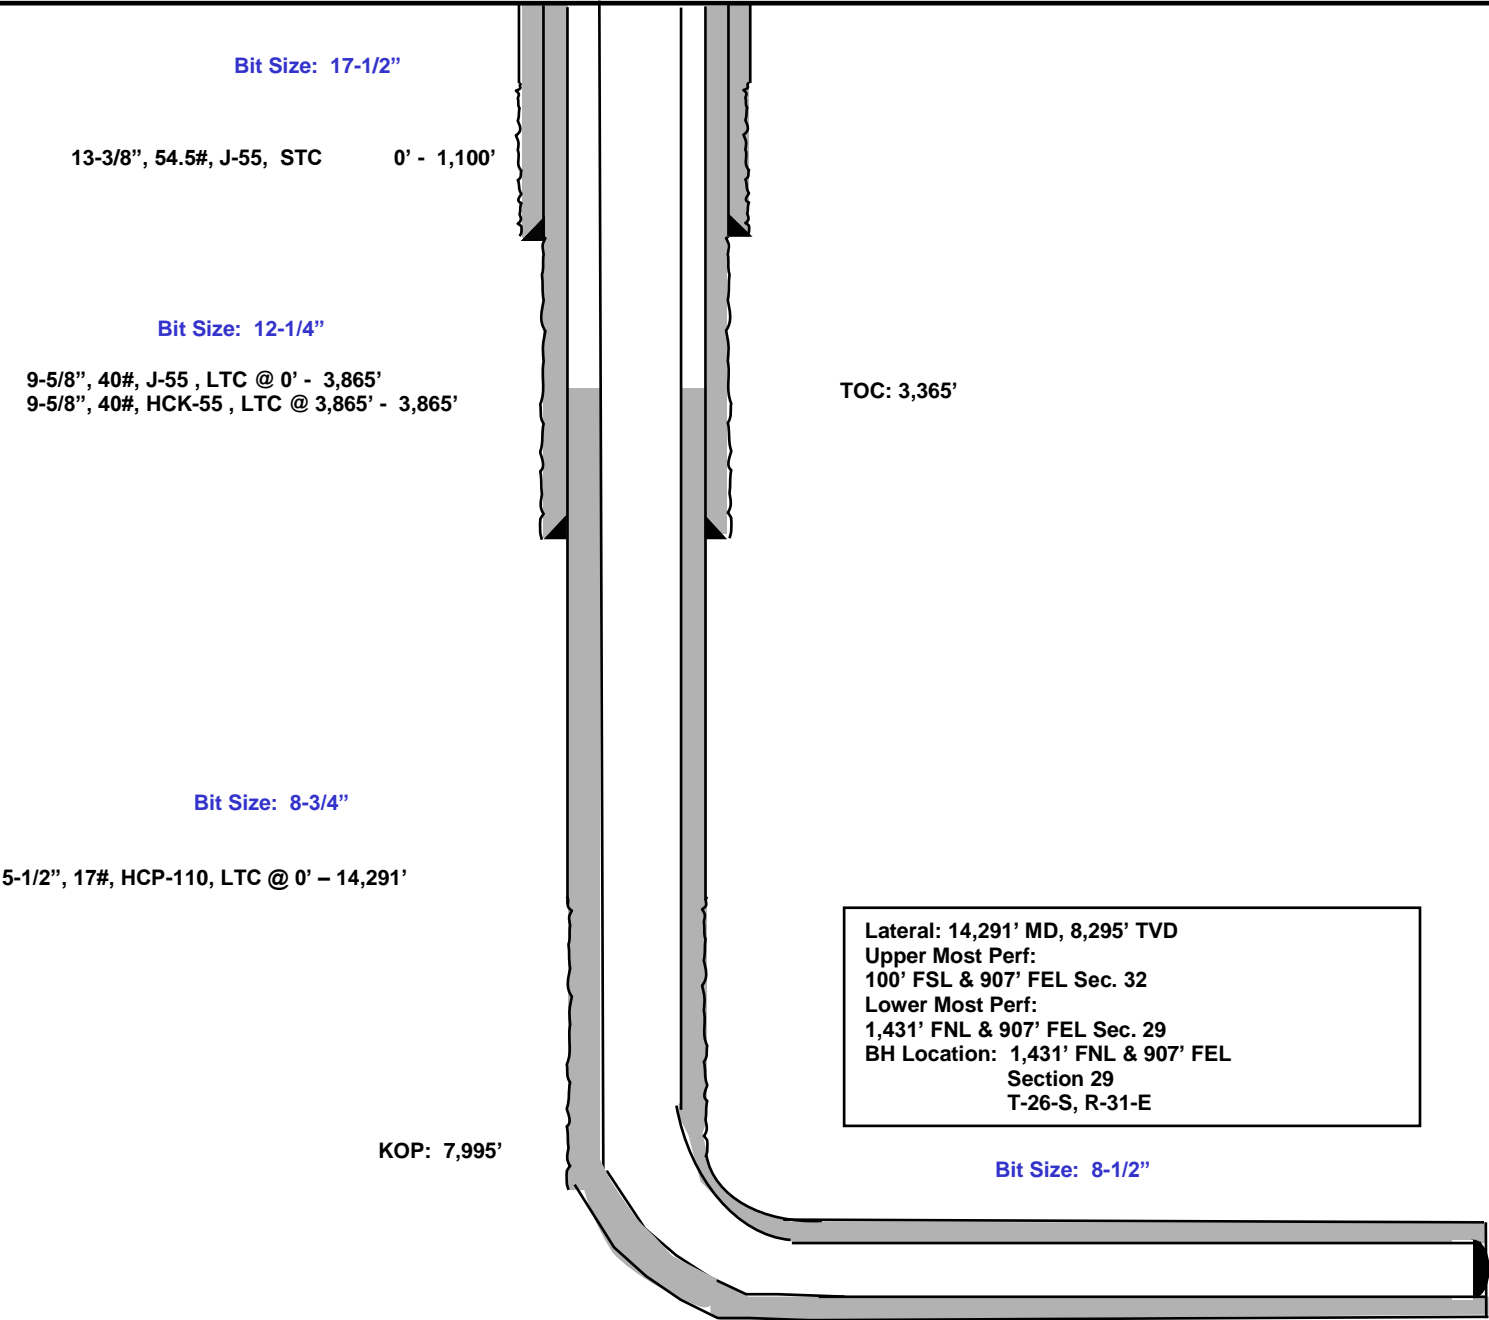 Bit Size: 17-1/2”
13-3/8”, 54.5#, J-55, STC 0’ - 1,100’
Bit Size: 12-1/4”
9-5/8”, 40#, J-55 , LTC @ 0’ - 3,865’
9-5/8”, 40#, HCK-55 , LTC @ 3,865’ - 3,865’
TOC: 3,365’
Bit Size: 8-3/4”
5-1/2”, 17#, HCP-110, LTC @ 0’ – 14,291’
Lateral: 14,291’ MD, 8,295’ TVD
Upper Most Perf:
100’ FSL & 907’ FEL Sec. 32
Lower Most Perf:
1,431’ FNL & 907’ FEL Sec. 29
BH Location: 1,431’ FNL & 907’ FEL
Section 29
T-26-S, R-31-E
KOP: 7,995’
Bit Size: 8-1/2”